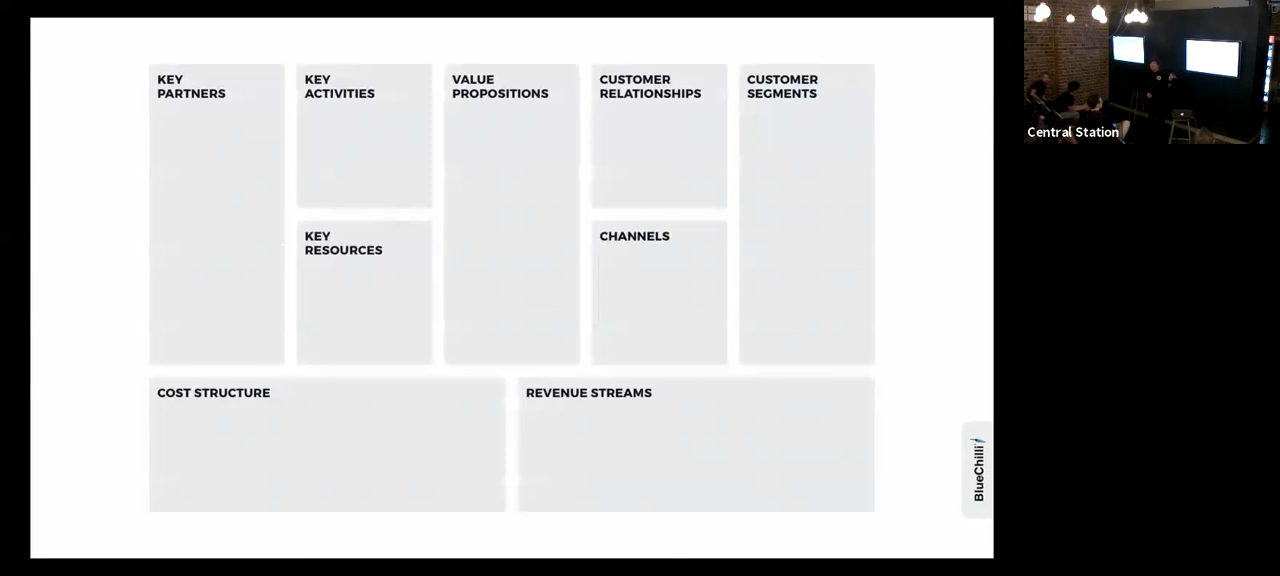 KEY
PARTNERS
KEY
ACTIVITIES
VALUE
PROPOSITIONS
CUSTOMER
RELATIONSHIPS
CUSTOMER
SEGMENTS
KEY
RESOURCES
CHANNELS
COST STRUCTURE
REVENUE STREAMS
BlueChilli
Central Station